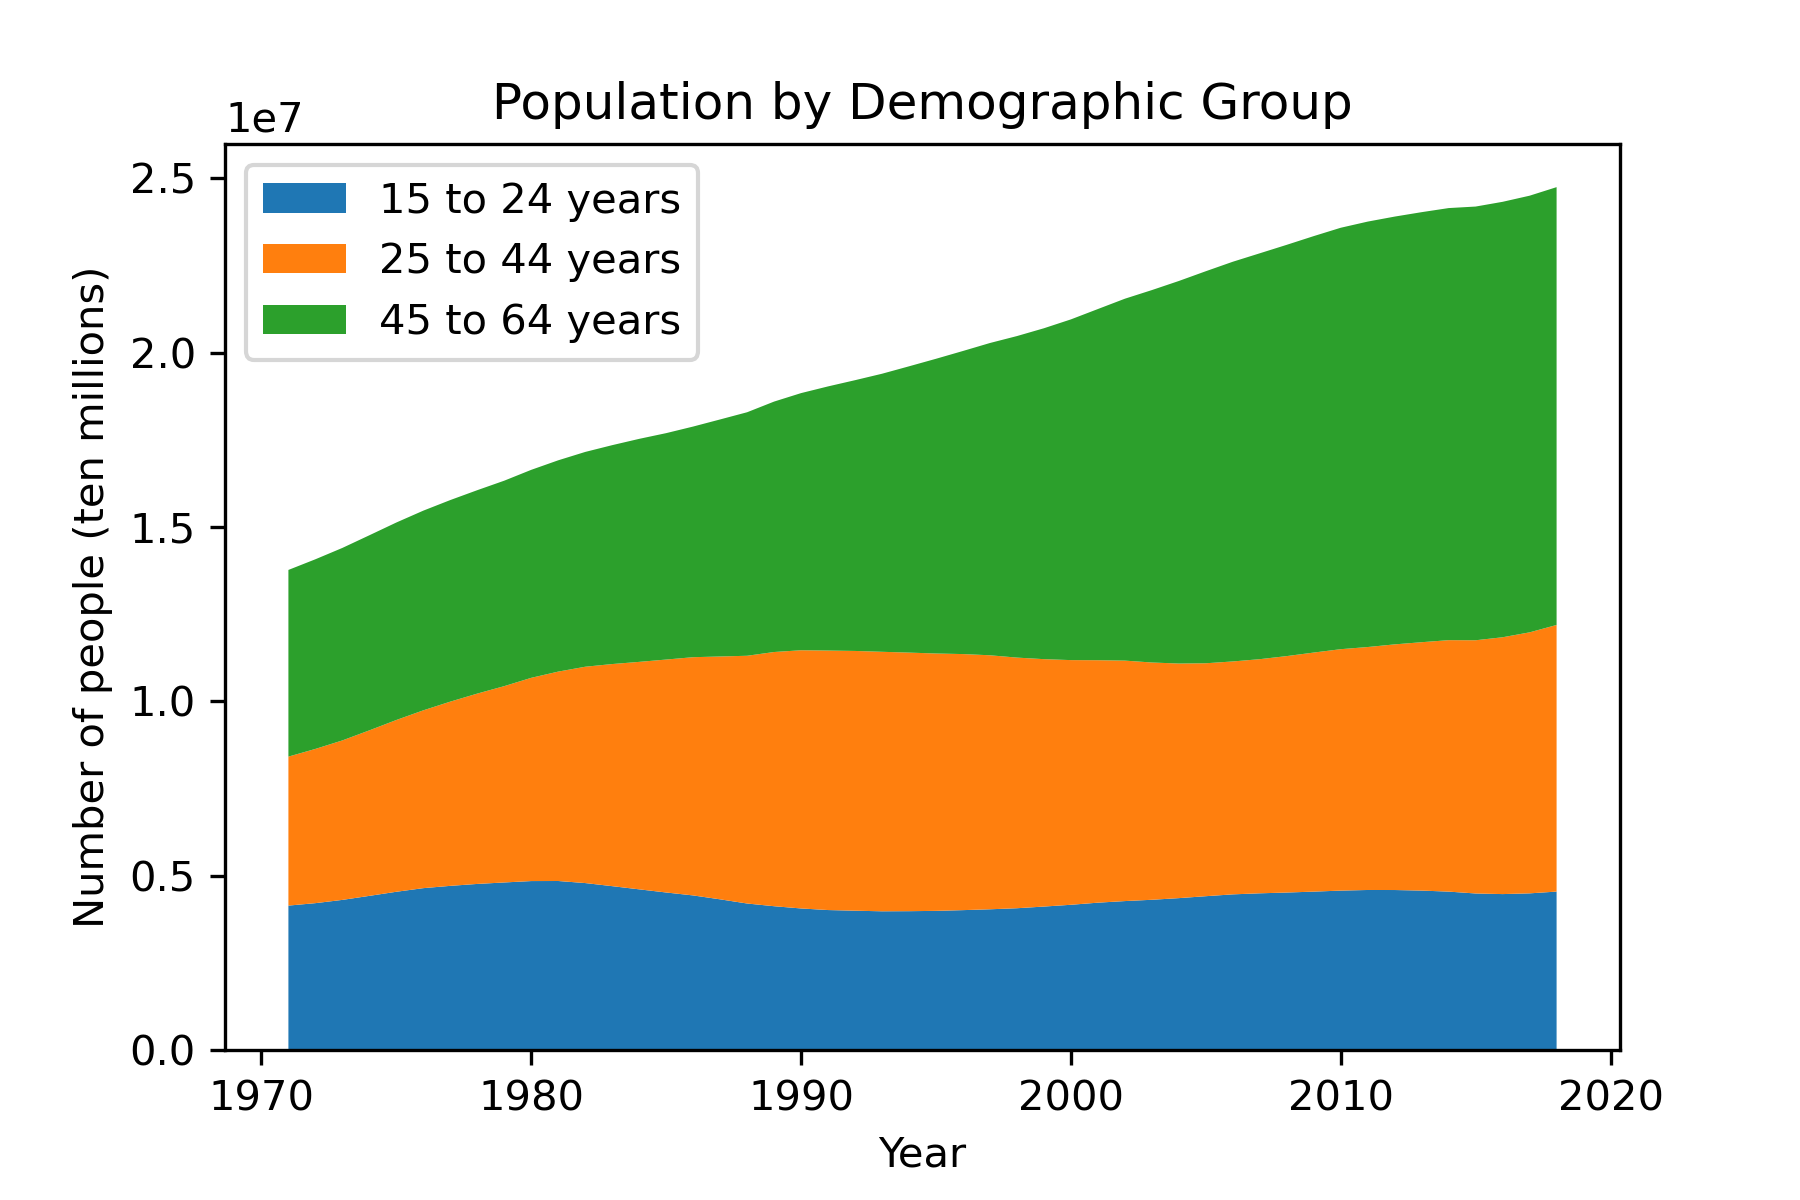 Population by Demographic Group
1e7
15 to 24 years
25 to 44 years
45 to 64 years
2.5
2.0
1.5
1.0
0.5
0.0
Number of people (ten millions)
1970 1980 1990 2000 2010 2020
Year